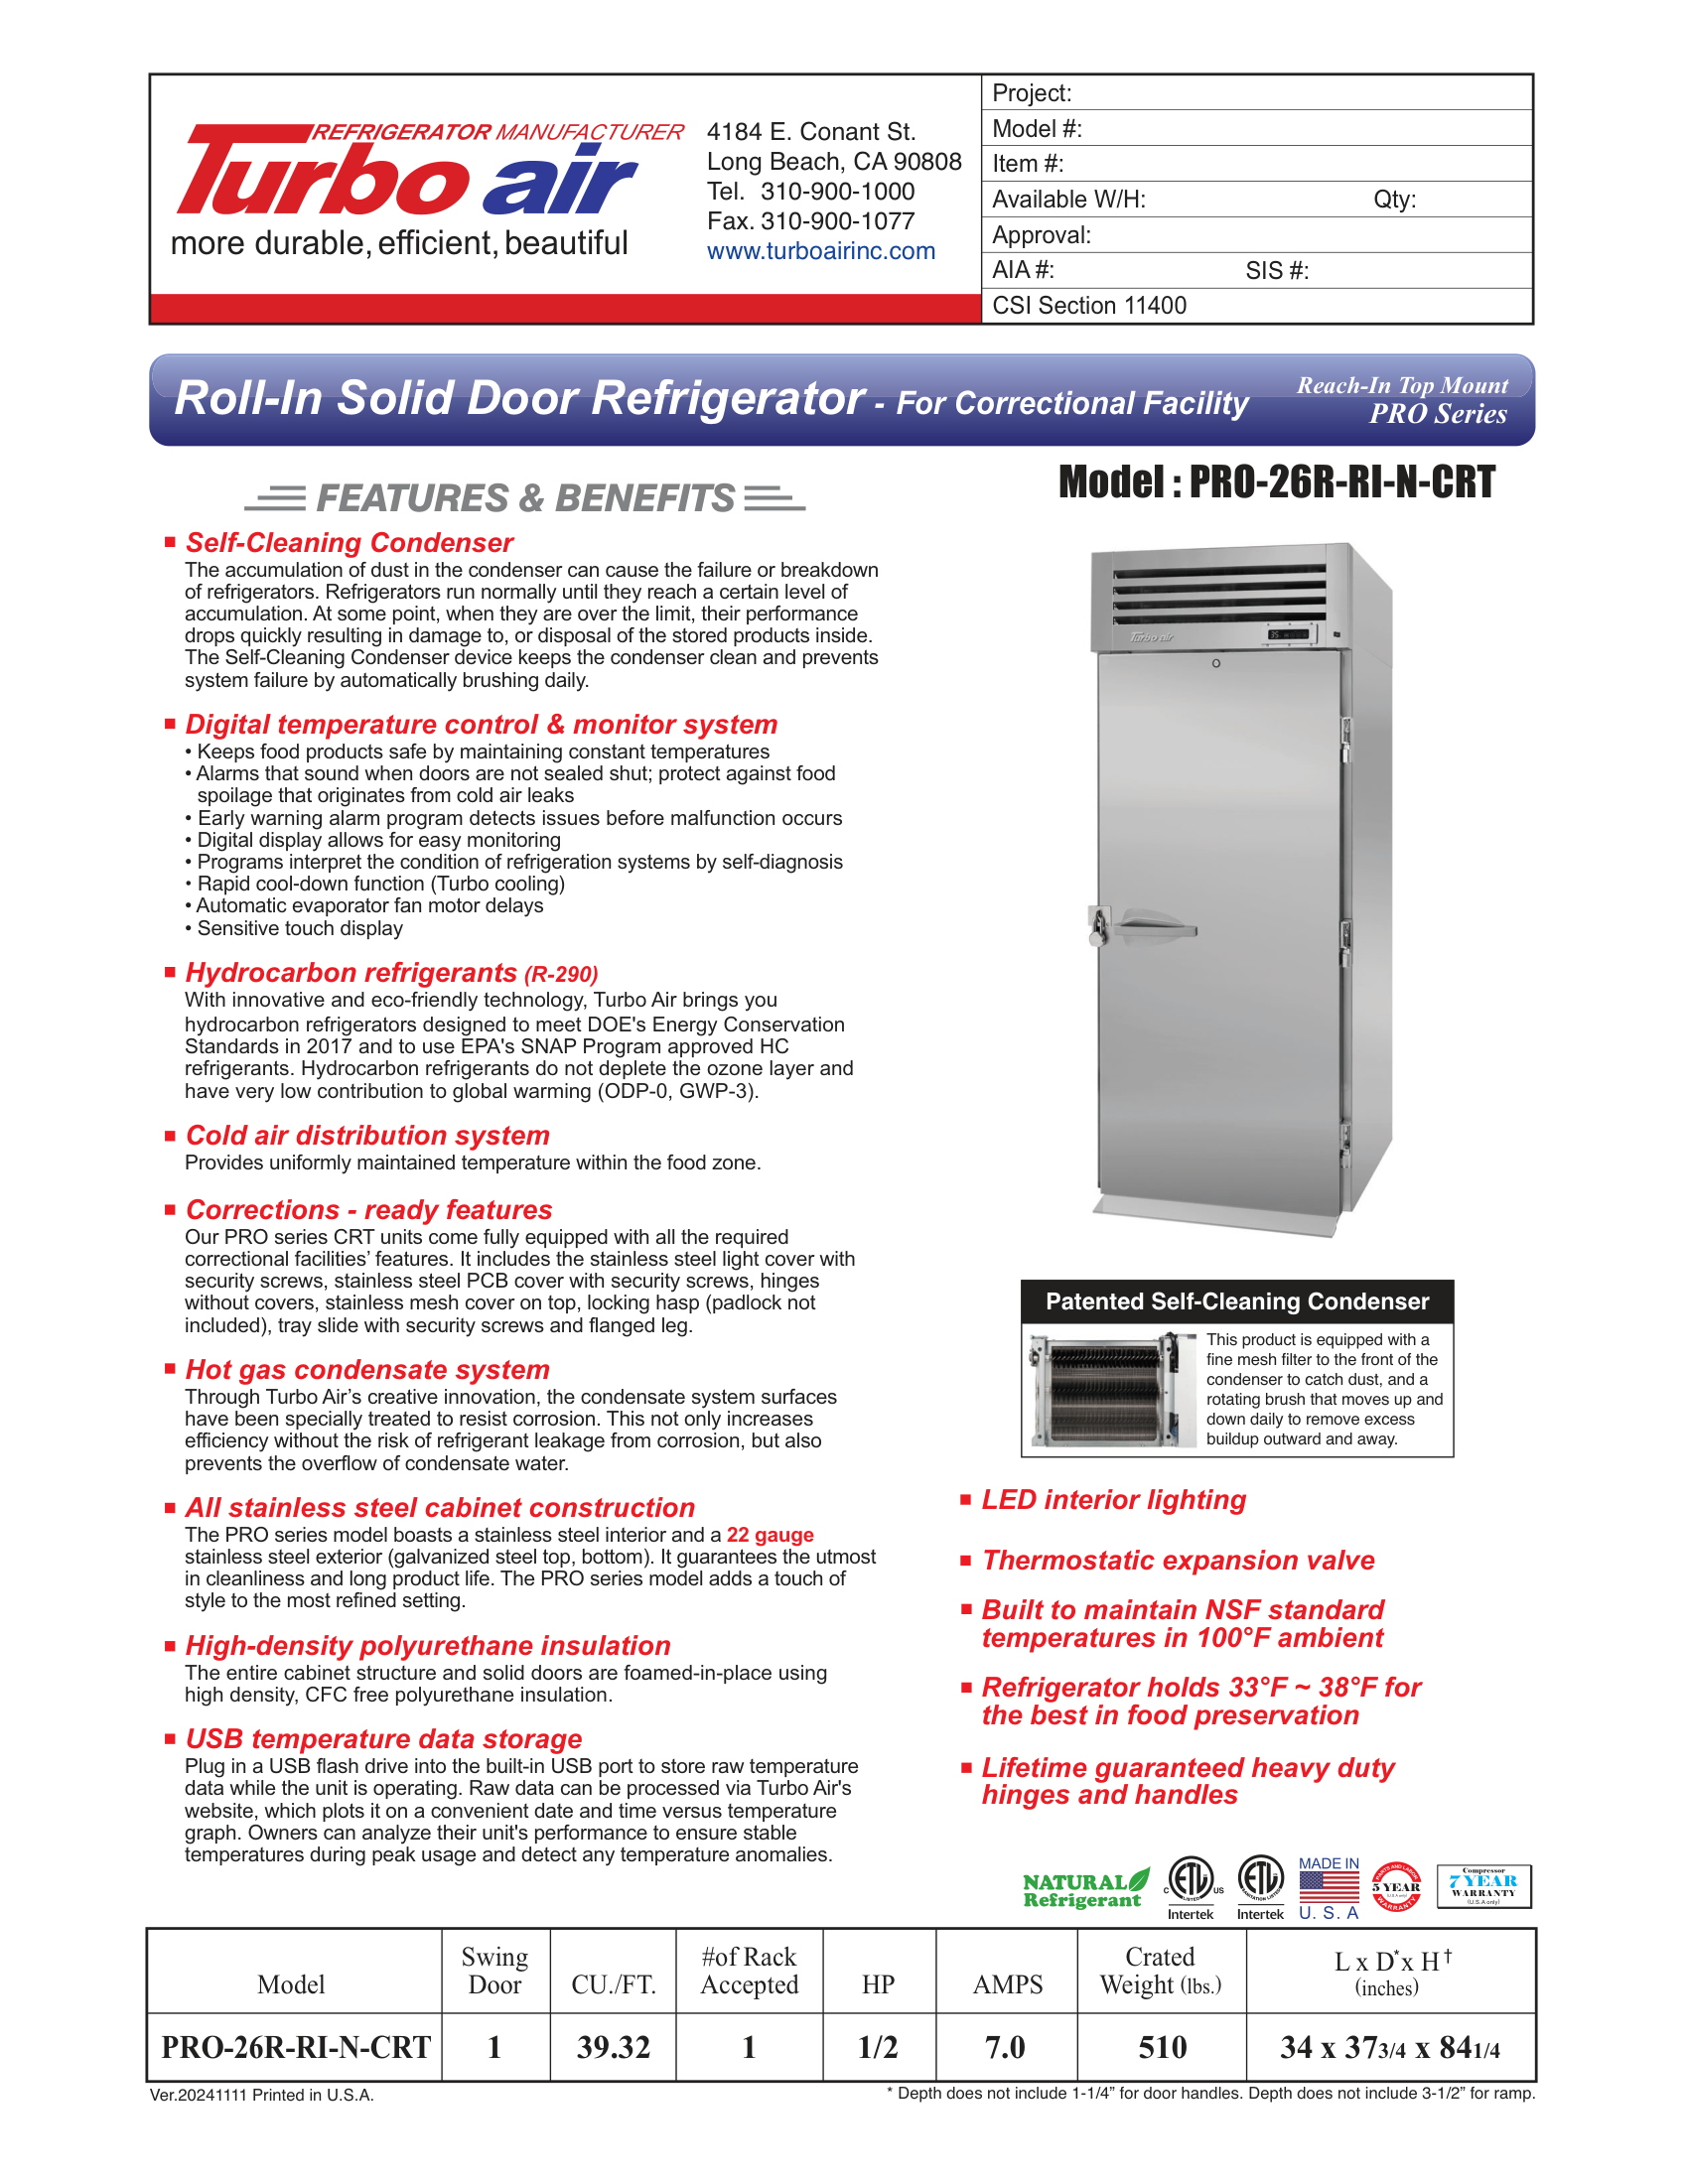 REFRIGERATOR MANUFACTURER
Turbo air
more durable, efficient, beautiful
4184 E. Conant St.
Long Beach, CA 90808
Tel. 310-900-1000
Fax. 310-900-1077
www.turboairinc.com
Project:
Model #:
Item #:
Available W/H: Qty:
Approval:
AIA #: SIS #:
CSI Section 11400
Roll-In Solid Door Refrigerator - For Correctional Facility
Reach-In Top Mount
PRO Series
FEATURES & BENEFITS
Model : PRO-26R-RI-N-CRT
Self-Cleaning Condenser
The accumulation of dust in the condenser can cause the failure or breakdown
of refrigerators. Refrigerators run normally until they reach a certain level of
accumulation. At some point, when they are over the limit, their performance
drops quickly resulting in damage to, or disposal of the stored products inside.
The Self-Cleaning Condenser device keeps the condenser clean and prevents
system failure by automatically brushing daily.
Digital temperature control & monitor system
• Keeps food products safe by maintaining constant temperatures
• Alarms that sound when doors are not sealed shut; protect against food
spoilage that originates from cold air leaks
• Early warning alarm program detects issues before malfunction occurs
• Digital display allows for easy monitoring
• Programs interpret the condition of refrigeration systems by self-diagnosis
• Rapid cool-down function (Turbo cooling)
• Automatic evaporator fan motor delays
• Sensitive touch display
Hydrocarbon refrigerants (R-290)
With innovative and eco-friendly technology, Turbo Air brings you
hydrocarbon refrigerators designed to meet DOE's Energy Conservation
Standards in 2017 and to use EPA's SNAP Program approved HC
refrigerants. Hydrocarbon refrigerants do not deplete the ozone layer and
have very low contribution to global warming (ODP-0, GWP-3).
Cold air distribution system
Provides uniformly maintained temperature within the food zone.
Corrections - ready features
Our PRO series CRT units come fully equipped with all the required
correctional facilities' features. It includes the stainless steel light cover with
security screws, stainless steel PCB cover with security screws, hinges
without covers, stainless mesh cover on top, locking hasp (padlock not
included), tray slide with security screws and flanged leg.
Hot gas condensate system
Through Turbo Air's creative innovation, the condensate system surfaces
have been specially treated to resist corrosion. This not only increases
efficiency without the risk of refrigerant leakage from corrosion, but also
prevents the overflow of condensate water.
All stainless steel cabinet construction
The PRO series model boasts a stainless steel interior and a 22 gauge
stainless steel exterior (galvanized steel top, bottom). It guarantees the utmost
in cleanliness and long product life. The PRO series model adds a touch of
style to the most refined setting.
High-density polyurethane insulation
The entire cabinet structure and solid doors are foamed-in-place using
high density, CFC free polyurethane insulation.
USB temperature data storage
Plug in a USB flash drive into the built-in USB port to store raw temperature
data while the unit is operating. Raw data can be processed via Turbo Air's
website, which plots it on a convenient date and time versus temperature
graph. Owners can analyze their unit's performance to ensure stable
temperatures during peak usage and detect any temperature anomalies.
Turbo air
Patented Self-Cleaning Condenser
This product is equipped with a
fine mesh filter to the front of the
condenser to catch dust, and a
rotating brush that moves up and
down daily to remove excess
buildup outward and away.
LED interior lighting
Thermostatic expansion valve
Built to maintain NSF standard
temperatures in 100°F ambient
Refrigerator holds 33°F ~ 38°F for
the best in food preservation
Lifetime guaranteed heavy duty
hinges and handles
NATURAL
Refrigerant
C ETL US
LISTED
Intertek
ETL
SANITATION LISTED
Intertek
MADE IN
U. S. A
PARTS AND LABOR
5 YEAR
(U.S.A only)
WARRANTY
Compressor
7 YEAR
WARRANTY
(U.S.A only)
Model Swing Door CU./FT. #of Rack Accepted HP AMPS Crated Weight (lbs.) L x D* x H† (inches)
PRO-26R-RI-N-CRT 1 39.32 1 1/2 7.0 510 34 x 373/4 x 841/4
Ver.20241111 Printed in U.S.A.
* Depth does not include 1-1/4” for door handles. Depth does not include 3-1/2” for ramp.